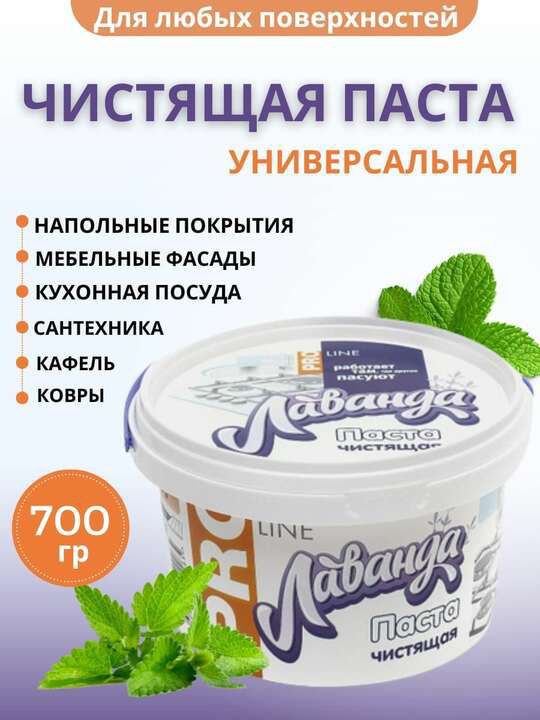 Для любых поверхностей
ЧИСТЯЩАЯ ПАСТА
УНИВЕРСАЛЬНАЯ
НАПОЛЬНЫЕ ПОКРЫТИЯ
МЕБЕЛЬНЫЕ ФАСАДЫ
КУХОННАЯ ПОСУДА
САНТЕХНИКА
КАФЕЛЬ
КОВРЫ
PRO LINE
работает
там, где другие
пасуют
Лаванда
Паста
чистящая
700
гр
PRO LINE
Лаванда
Паста
чистящая